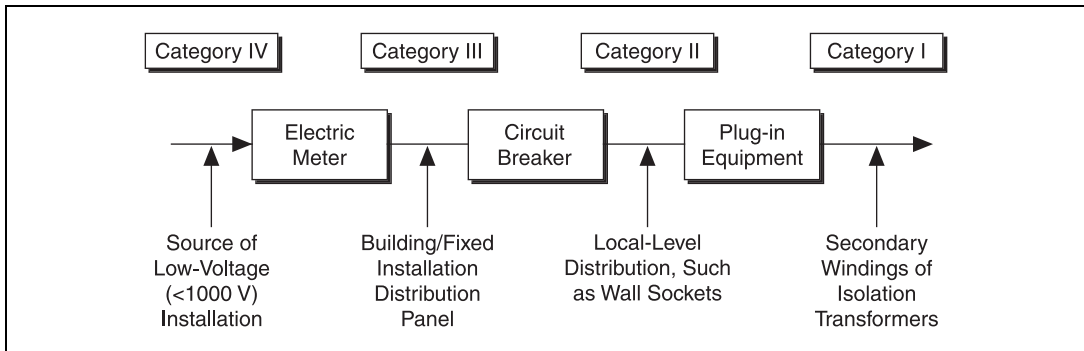 Category IV
Category III
Category II
Category I
Electric
Meter
Circuit
Breaker
Plug-in
Equipment
Source of
Low-Voltage
(<1000 V)
Installation
Building/Fixed
Installation
Distribution
Panel
Local-Level
Distribution, Such
as Wall Sockets
Secondary
Windings of
Isolation
Transformers